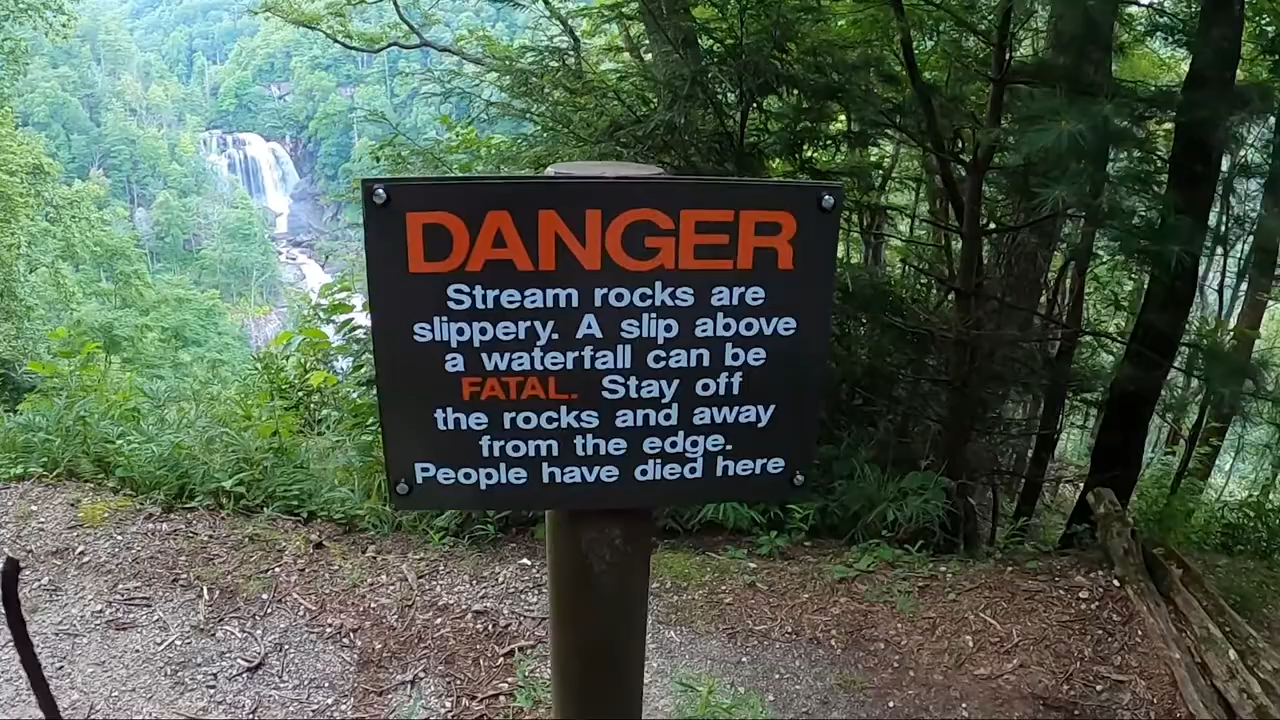 DANGER
Stream rocks are
slippery. A slip above
a waterfall can be
FATAL. Stay off
the rocks and away
from the edge.
People have died here